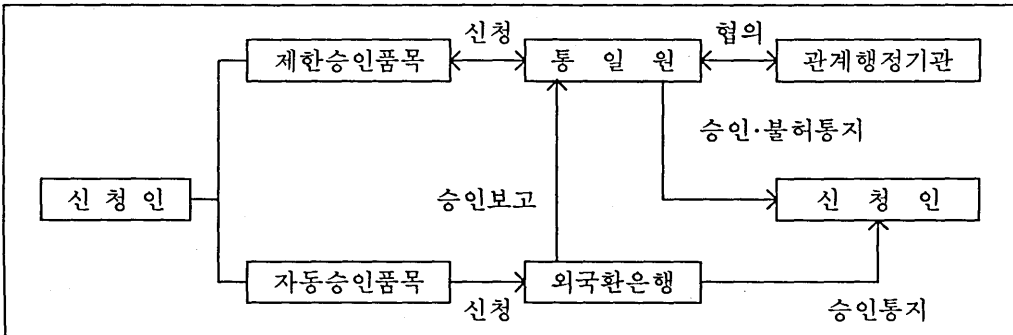 신청
협의
제한승인품목
통 일 원
관계행정기관
승인·불허통지
신 청 인
승인보고
신 청 인
자동승인품목
신청
외국환은행
승인통지